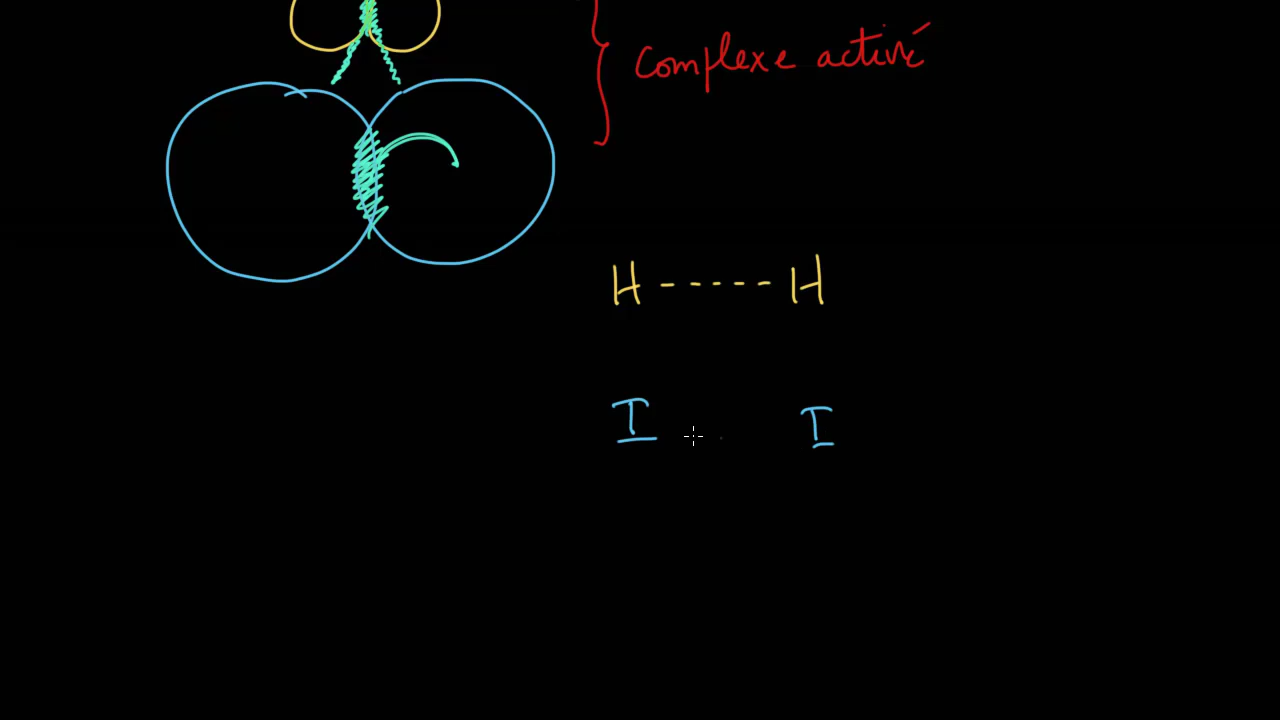 Complexe activé
H ----- H
I I